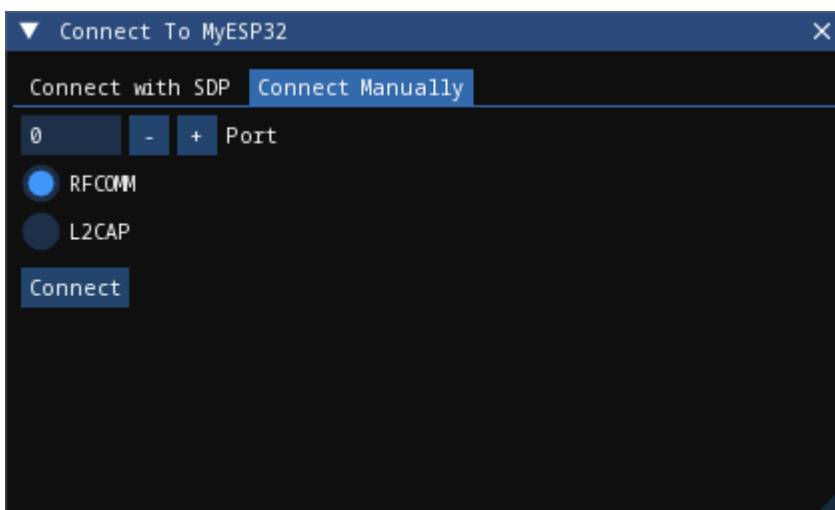 Connect To MyESP32
Connect with SDP Connect Manually
0 - + Port
RFCOMM
L2CAP
Connect